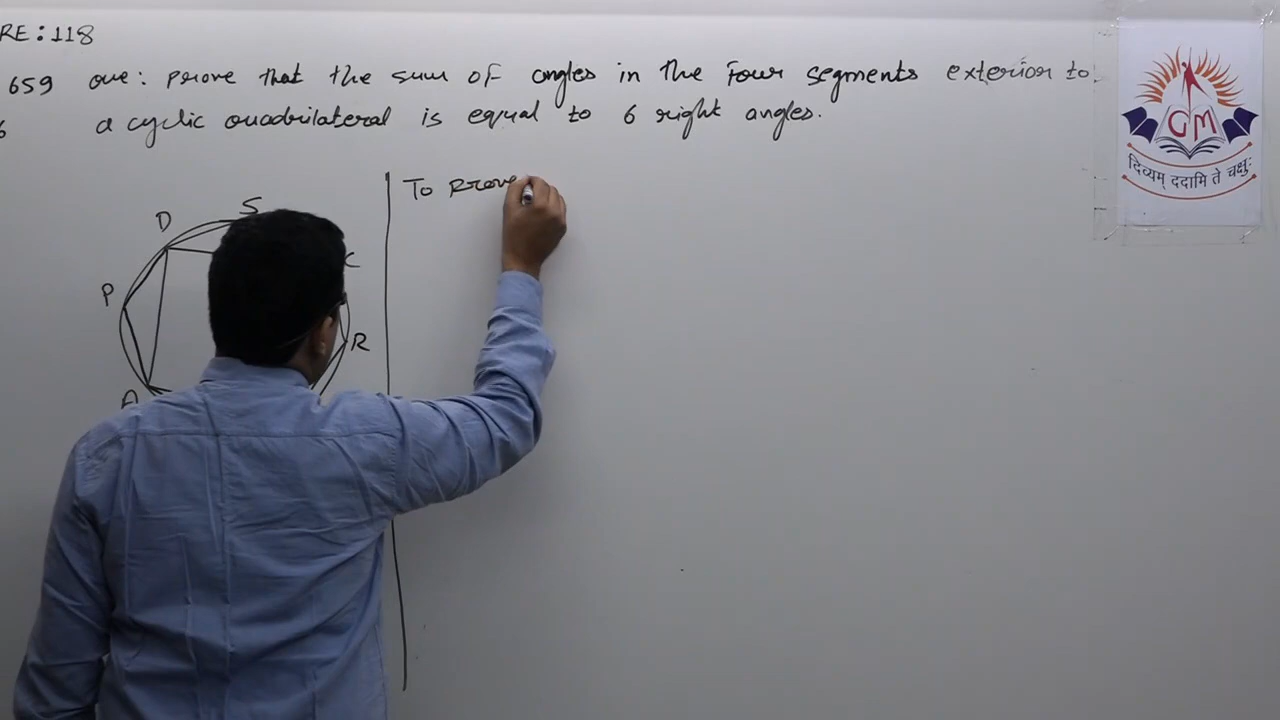 RE:118
659 Que: Prove that the sum of angles in the four segments exterior to
6 a cyclic quadrilateral is equal to 6 right angles.
To Prove
D
S
C
P
R
A
GM
दिव्यम् ददामि ते चक्षुः